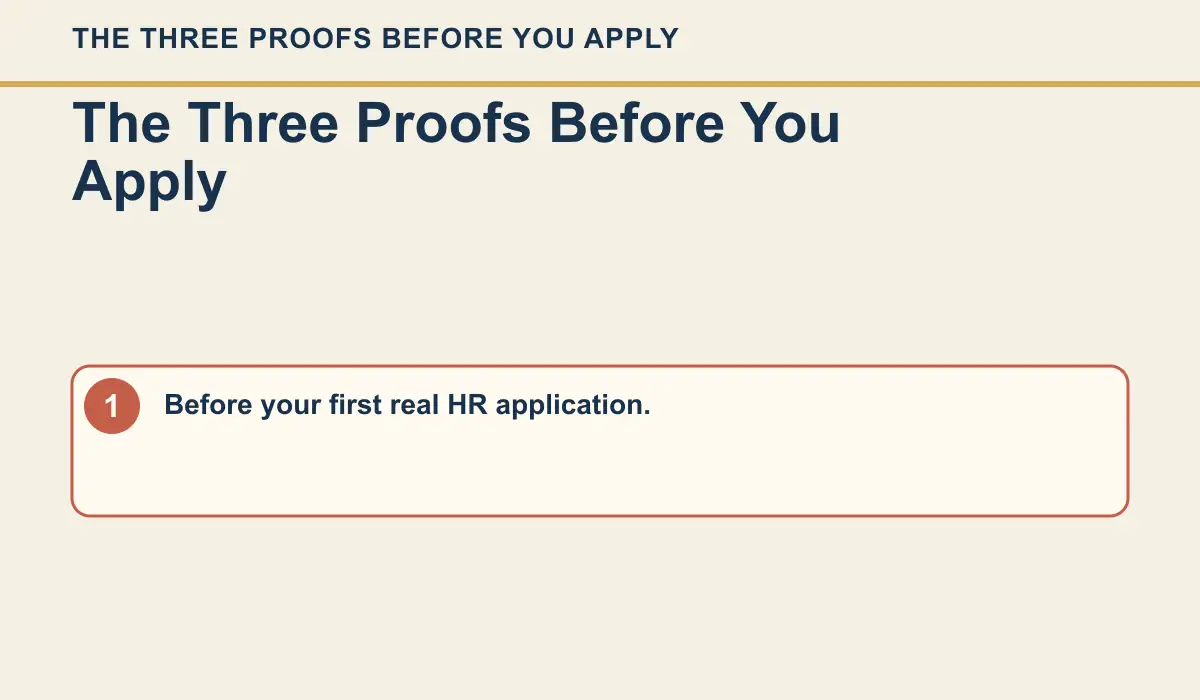 THE THREE PROOFS BEFORE YOU APPLY
The Three Proofs Before You
Apply
1 Before your first real HR application.